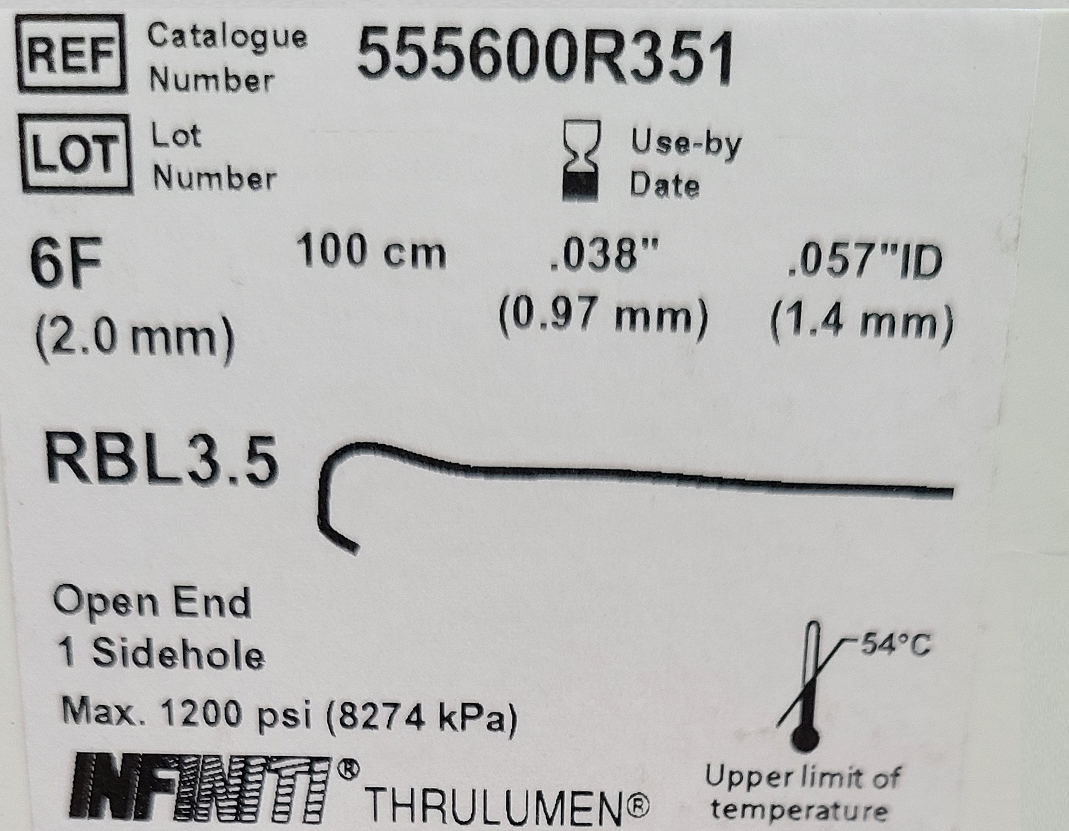 REF Catalogue Number 555600R351
LOT Lot Number Use-by Date
6F 100 cm .038" .057"ID
(2.0 mm) (0.97 mm) (1.4 mm)
RBL3.5
Open End
1 Sidehole
54°C
Max. 1200 psi (8274 kPa)
INFINITI® THRULUMEN®
Upper limit of
temperature